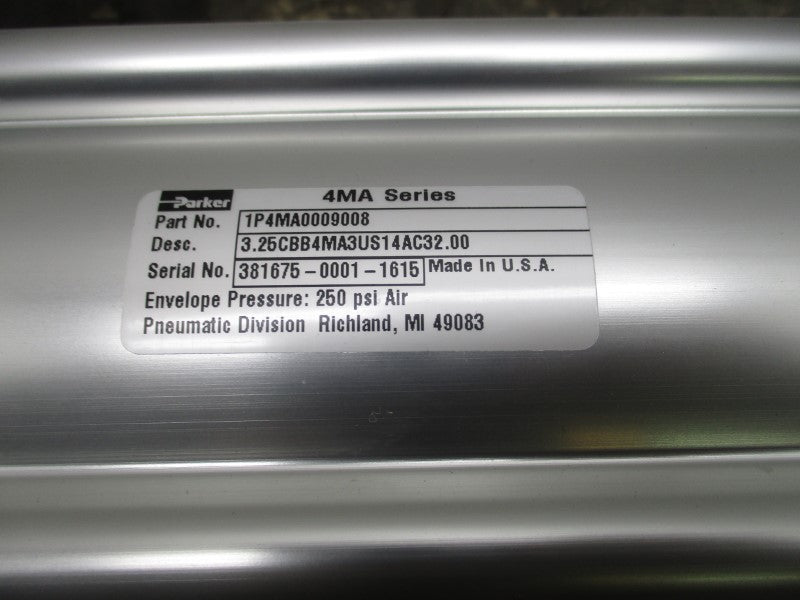 Parker 4MA Series
Part No. 1P4MA0009008
Desc. 3.25CBB4MA3US14AC32.00
Serial No. 381675-0001-1615 Made In U.S.A.
Envelope Pressure: 250 psi Air
Pneumatic Division Richland, MI 49083